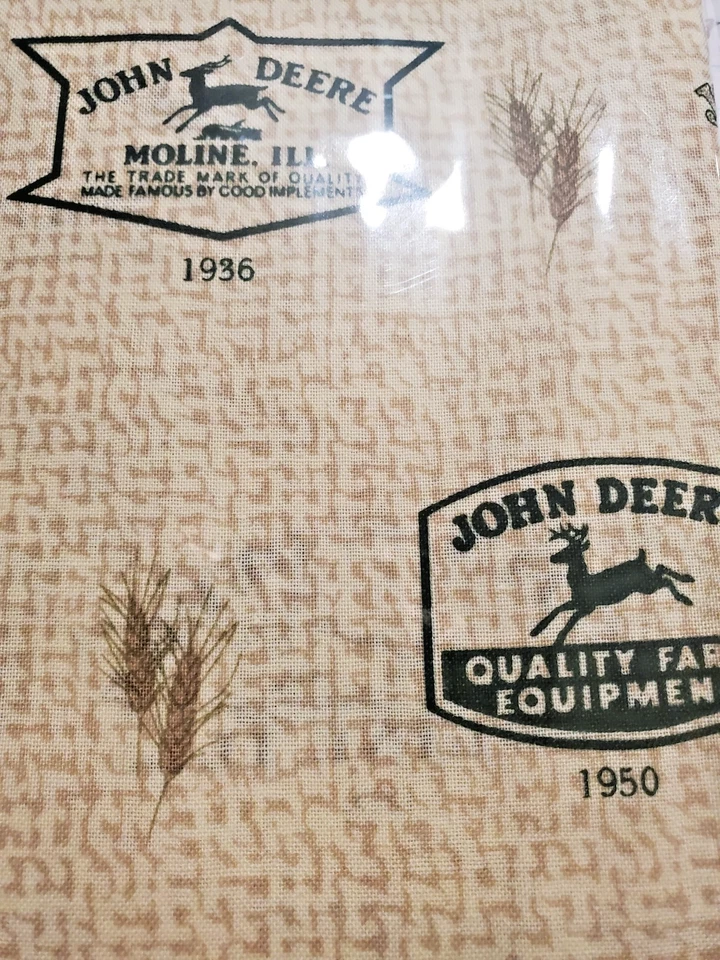 JOHN DEERE
MOLINE, ILL
THE TRADE MARK OF QUALITY
MADE FAMOUS BY GOOD IMPLEMENTS
1936
JOHN DEER
QUALITY FAR
EQUIPMEN
1950